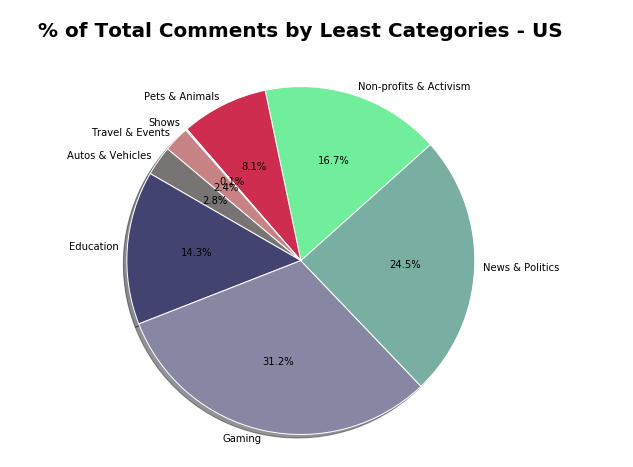 % of Total Comments by Least Categories - US
Non-profits & Activism
Pets & Animals
Shows
Travel & Events
Autos & Vehicles
Education
Gaming
News & Politics
16.7%
8.1%
0.1%
2.4%
2.8%
14.3%
31.2%
24.5%